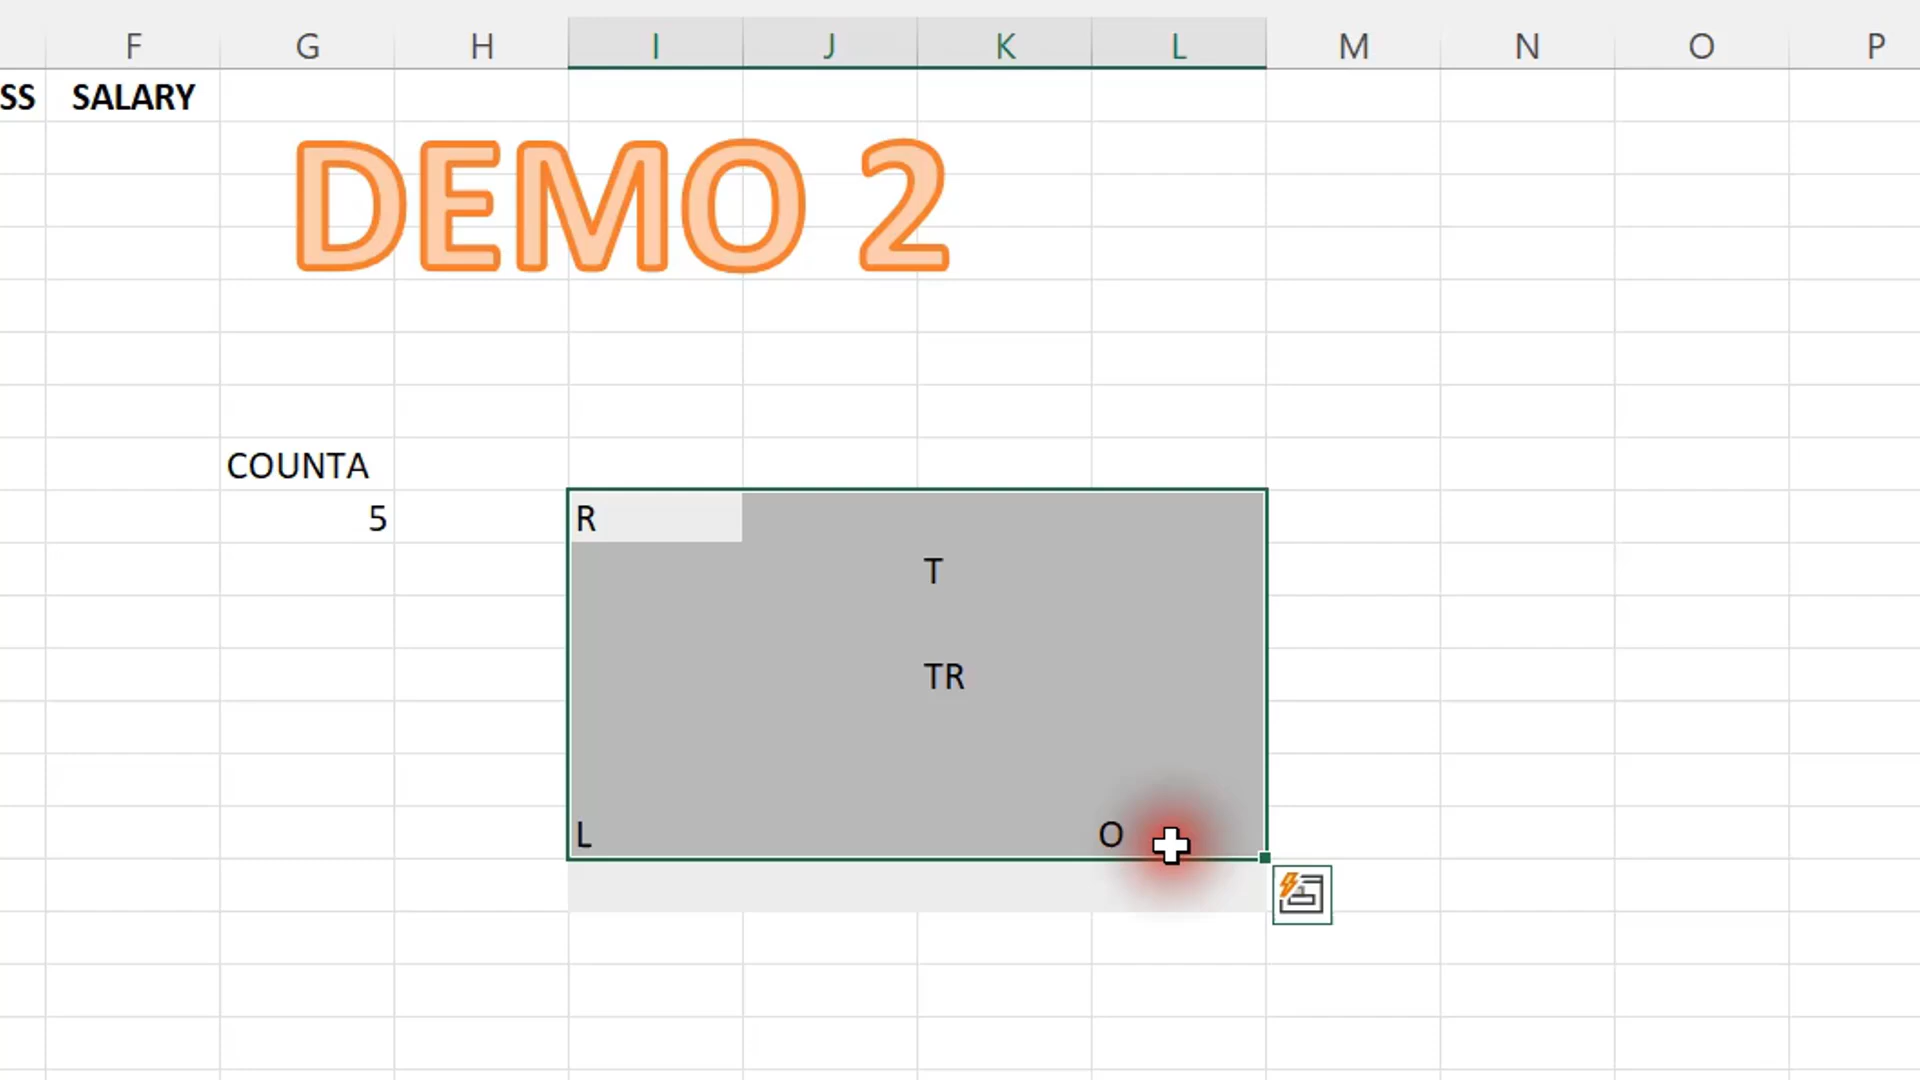 F G H I J K L M N O P
SS SALARY
DEMO 2
COUNTA
5 R
T
TR
L O